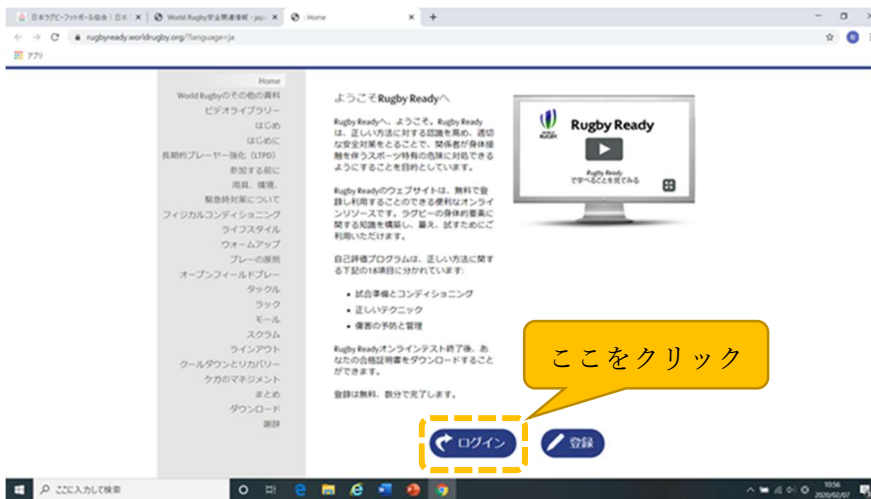 日本ラグビーフットボール協会｜日本
World Rugby安全関連情報 - jap
: Home
rugbyready.worldrugby.org/?language=ja
アプリ
Home
World Rugbyのその他の資料
ビデオライブラリー
はじめ
はじめに
長期的プレーヤー強化（LTPD）
参加する前に
用具、環境、
緊急時対策について
フィジカルコンディショニング
ライフスタイル
ウォームアップ
プレーの原則
オープンフィールドプレー
タックル
ラック
モール
スクラム
ラインアウト
クールダウンとリカバリー
ケガのマネジメント
まとめ
ダウンロード
謝辞
ようこそRugby Readyへ
Rugby Readyへ、ようこそ。Rugby Ready
は、正しい方法に対する認識を高め、適切
な安全対策をとることで、関係者が身体接
触を伴うスポーツ特有の危険に対処できる
ようにすることを目的としています。
Rugby Readyのウェブサイトは、無料で登
録し利用することのできる便利なオンライ
ンリソースです。ラグビーの身体的要素に
関する知識を構築し、蓄え、試すためにご
利用いただけます。
自己評価プログラムは、正しい方法に関す
る下記の18項目に分かれています:
• 試合準備とコンディショニング
• 正しいテクニック
• 傷害の予防と管理
Rugby Readyオンラインテスト終了後、あ
なたの合格証明書をダウンロードすること
ができます。
登録は無料、数分で完了します。
WORLD
RUGBY
Rugby Ready
Rugby Ready
で学べることを見てみる
ここをクリック
ログイン
登録
ここに入力して検索
10:56
2020/02/07